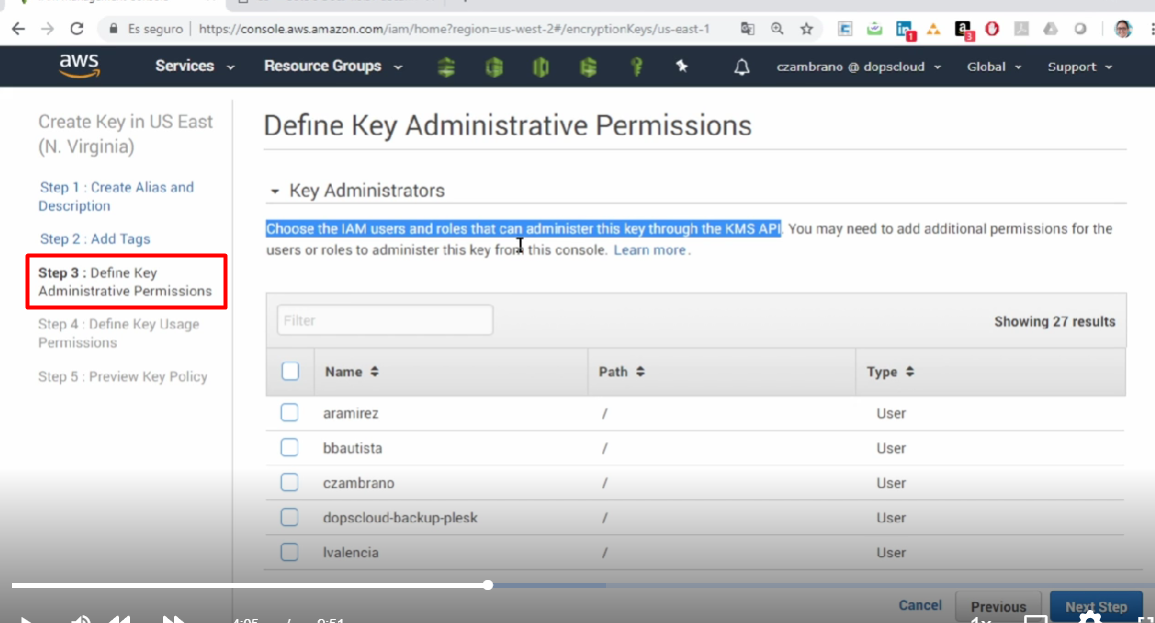 Es seguro | https://console.aws.amazon.com/iam/home?region=us-west-2#/encryptionKeys/us-east-1
1
3
aws
Services
Resource Groups
czambrano @ dopscloud
Global
Support
Create Key in US East
(N. Virginia)
Step 1 : Create Alias and
Description
Step 2 : Add Tags
Step 3 : Define Key
Administrative Permissions
Step 4 : Define Key Usage
Permissions
Step 5 : Preview Key Policy
Define Key Administrative Permissions
Key Administrators
Choose the IAM users and roles that can administer this key through the KMS API. You may need to add additional permissions for the
users or roles to administer this key from this console. Learn more.
Filter
Showing 27 results
Name Path Type
aramirez / User
bbautista / User
czambrano / User
dopscloud-backup-plesk / User
lvalencia / User
Cancel Previous Next Step
4:05 / 9:51
1x